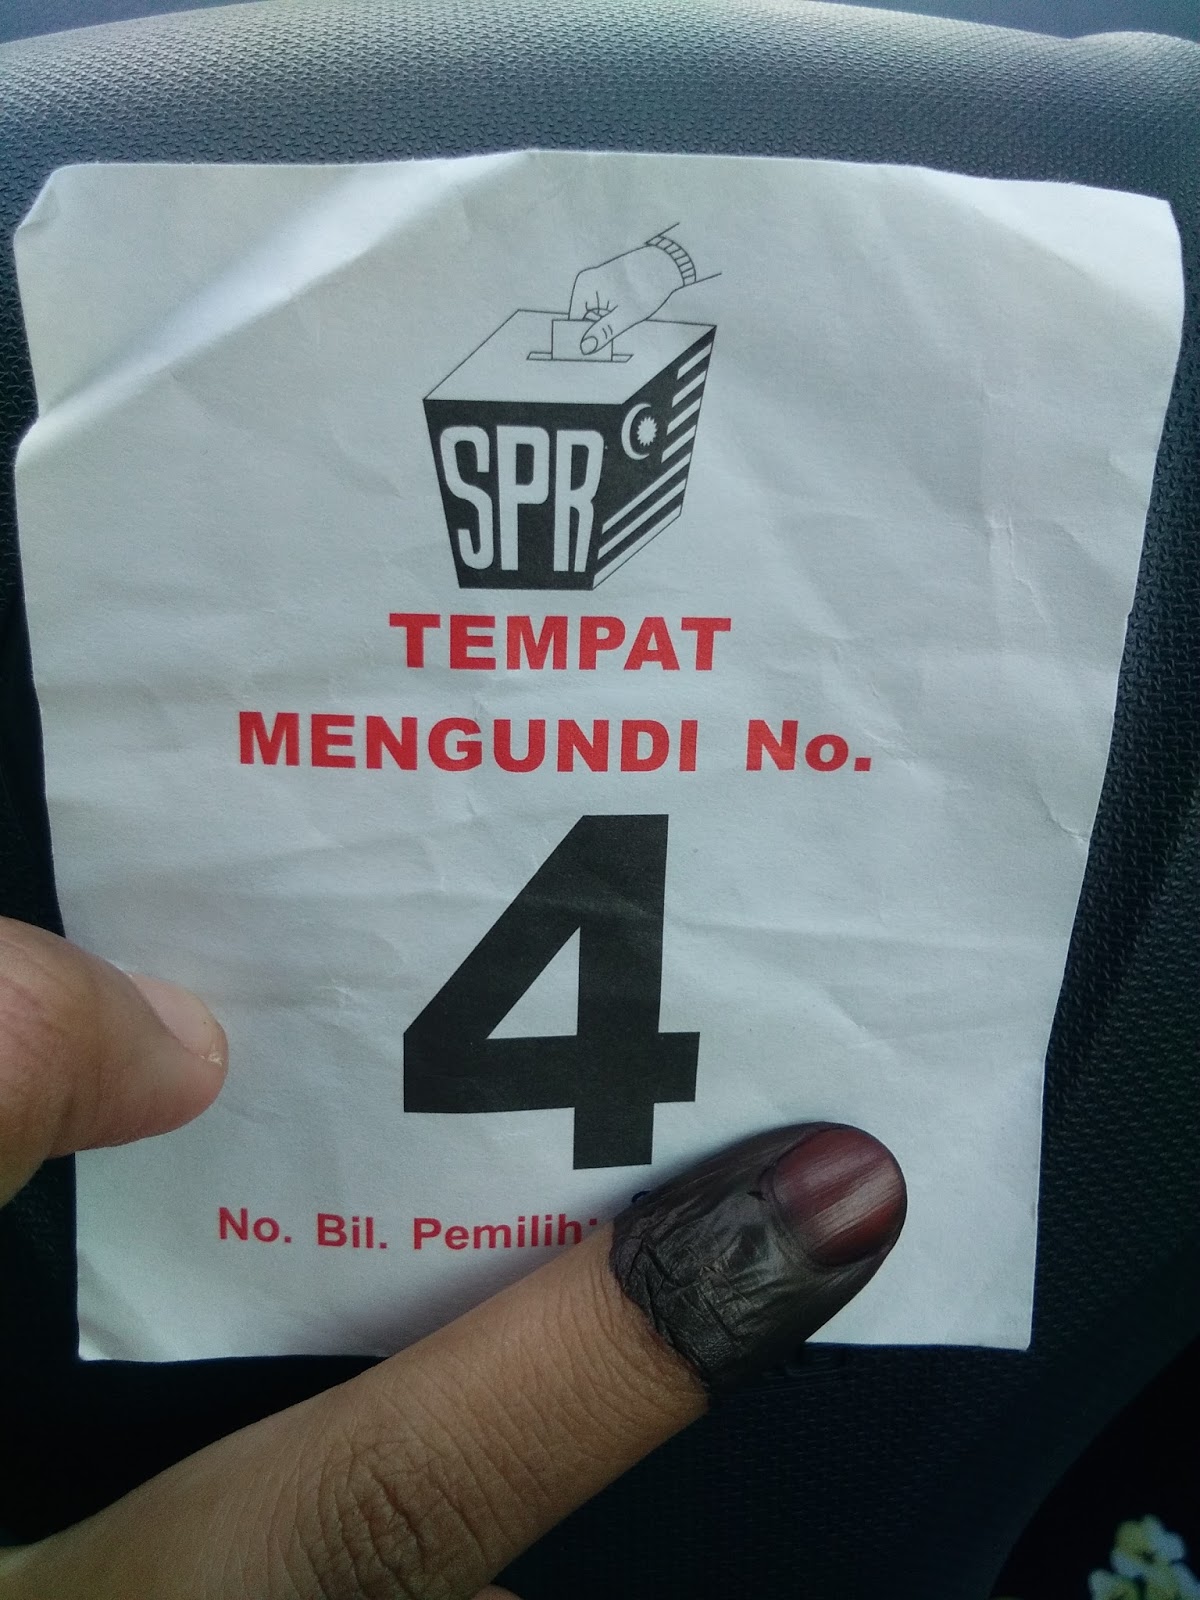 SPR
TEMPAT
MENGUNDI No.
4
No. Bil. Pemilih: